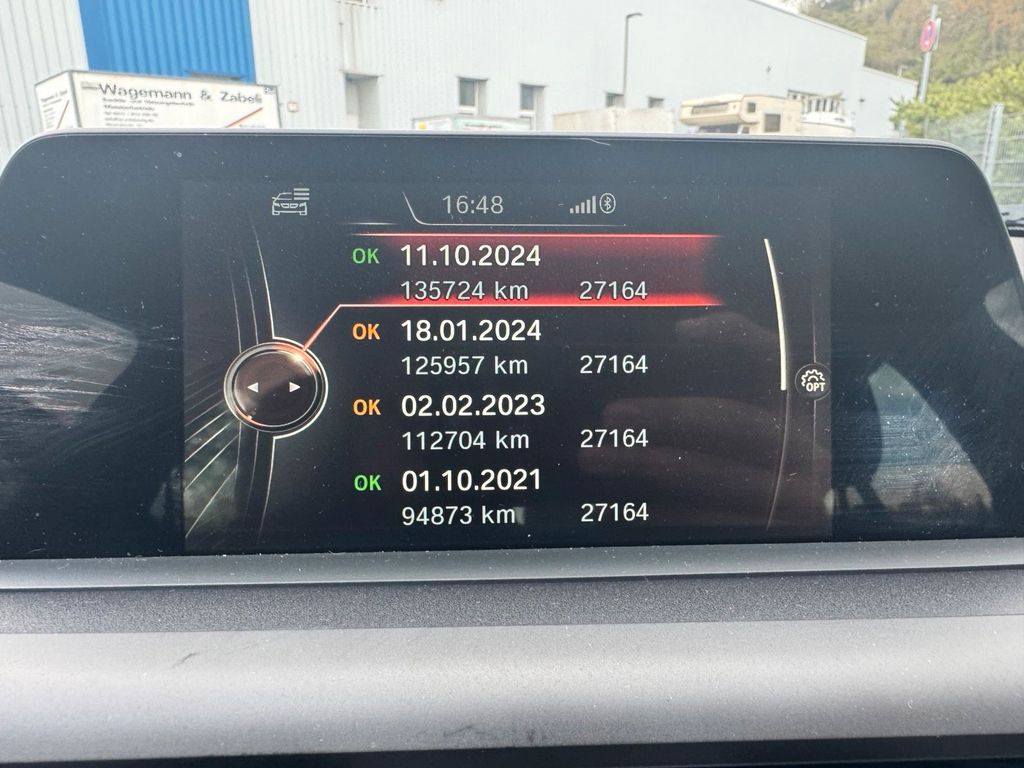 Wagemann & Zabeli
16:48
OK 11.10.2024
135724 km 27164
OK 18.01.2024
125957 km 27164
OK 02.02.2023
112704 km 27164
OK 01.10.2021
94873 km 27164
OPT